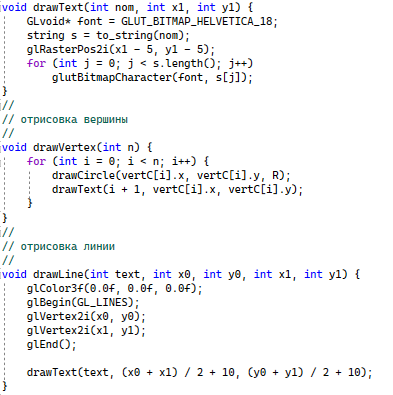 void drawText(int nom, int x1, int y1) {
GLvoid* font = GLUT_BITMAP_HELVETICA_18;
string s = to_string(nom);
glRasterPos2i(x1 - 5, y1 - 5);
for (int j = 0; j < s.length(); j++)
glutBitmapCharacter(font, s[j]);
}
//
// отрисовка вершины
//
void drawVertex(int n) {
for (int i = 0; i < n; i++) {
drawCircle(vertC[i].x, vertC[i].y, R);
drawText(i + 1, vertC[i].x, vertC[i].y);
}
}
//
// отрисовка линии
//
void drawLine(int text, int x0, int y0, int x1, int y1) {
glColor3f(0.0f, 0.0f, 0.0f);
glBegin(GL_LINES);
glVertex2i(x0, y0);
glVertex2i(x1, y1);
glEnd();
drawText(text, (x0 + x1) / 2 + 10, (y0 + y1) / 2 + 10);
}